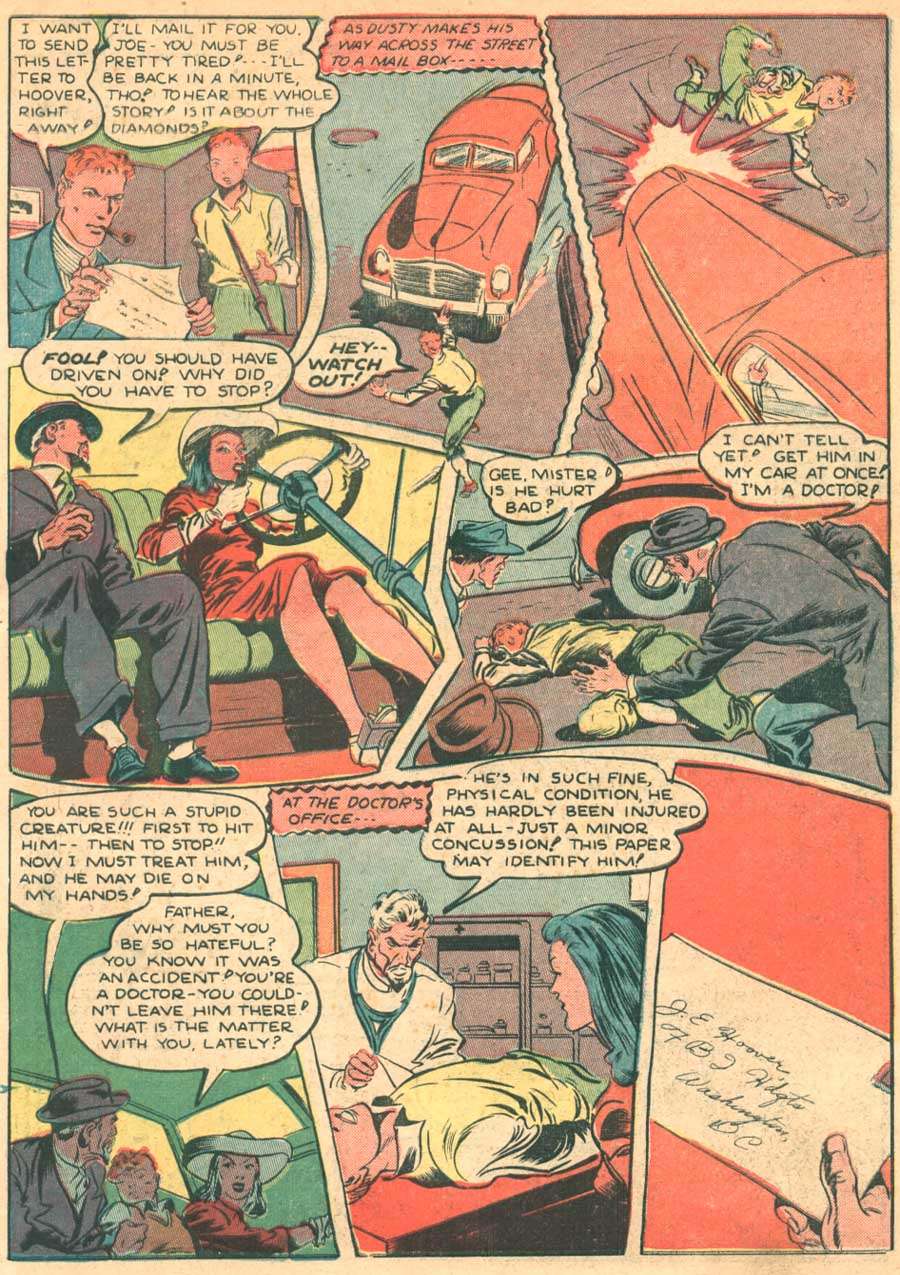 I WANT
TO SEND
THIS LET-
TER TO
HOOVER,
RIGHT
AWAY!
I'LL MAIL IT FOR YOU,
JOE - YOU MUST BE
PRETTY TIRED! --- I'LL
BE BACK IN A MINUTE,
THO! TO HEAR THE WHOLE
STORY! IS IT ABOUT THE
DIAMONDS?
AS DUSTY MAKES HIS
WAY ACROSS THE STREET
TO A MAIL BOX-----
HEY--
WATCH
OUT!
FOOL! YOU SHOULD HAVE
DRIVEN ON! WHY DID
YOU HAVE TO STOP?
GEE, MISTER!
IS HE HURT
BAD?
I CAN'T TELL
YET! GET HIM IN
MY CAR AT ONCE!
I'M A DOCTOR!
YOU ARE SUCH A STUPID
CREATURE!!! FIRST TO HIT
HIM-- THEN TO STOP!!
NOW I MUST TREAT HIM,
AND HE MAY DIE ON
MY HANDS!
FATHER,
WHY MUST YOU
BE SO HATEFUL?
YOU KNOW IT WAS
AN ACCIDENT! YOU'RE
A DOCTOR-YOU COULD-
N'T LEAVE HIM THERE!
WHAT IS THE MATTER
WITH YOU, LATELY?
AT THE DOCTOR'S
OFFICE---
HE'S IN SUCH FINE,
PHYSICAL CONDITION, HE
HAS HARDLY BEEN INJURED
AT ALL - JUST A MINOR
CONCUSSION! THIS PAPER
MAY IDENTIFY HIM!
J. E Hoover
F B I Hdqts
Washington,
D C